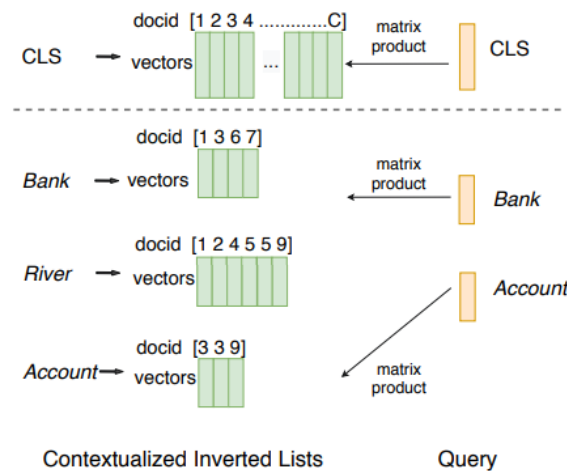 docid [1 2 3 4 .............C]
CLS vectors ... matrix product CLS
docid [1 3 6 7]
Bank vectors matrix product Bank
docid [1 2 4 5 5 9]
River vectors
Account
docid [3 3 9]
Account vectors matrix product
Contextualized Inverted Lists Query